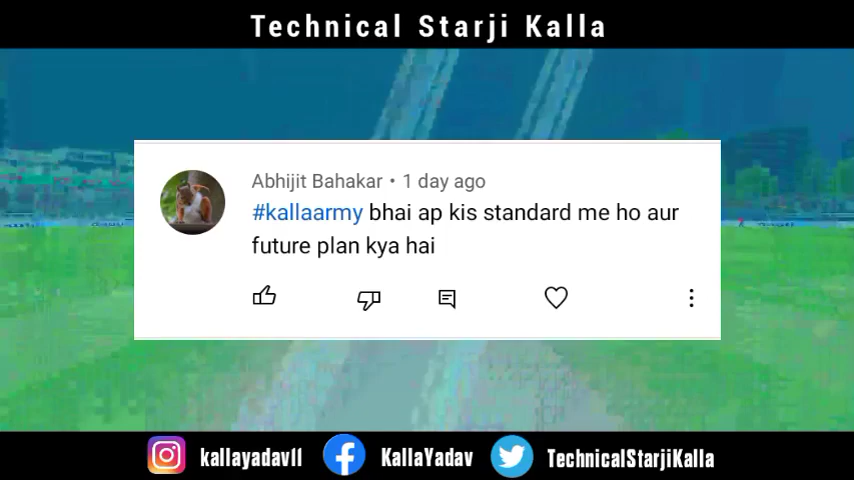 Technical Starji Kalla
Abhijit Bahakar • 1 day ago
#kallaarmy bhai ap kis standard me ho aur
future plan kya hai
kallayadav11 KallaYadav TechnicalStarjiKalla